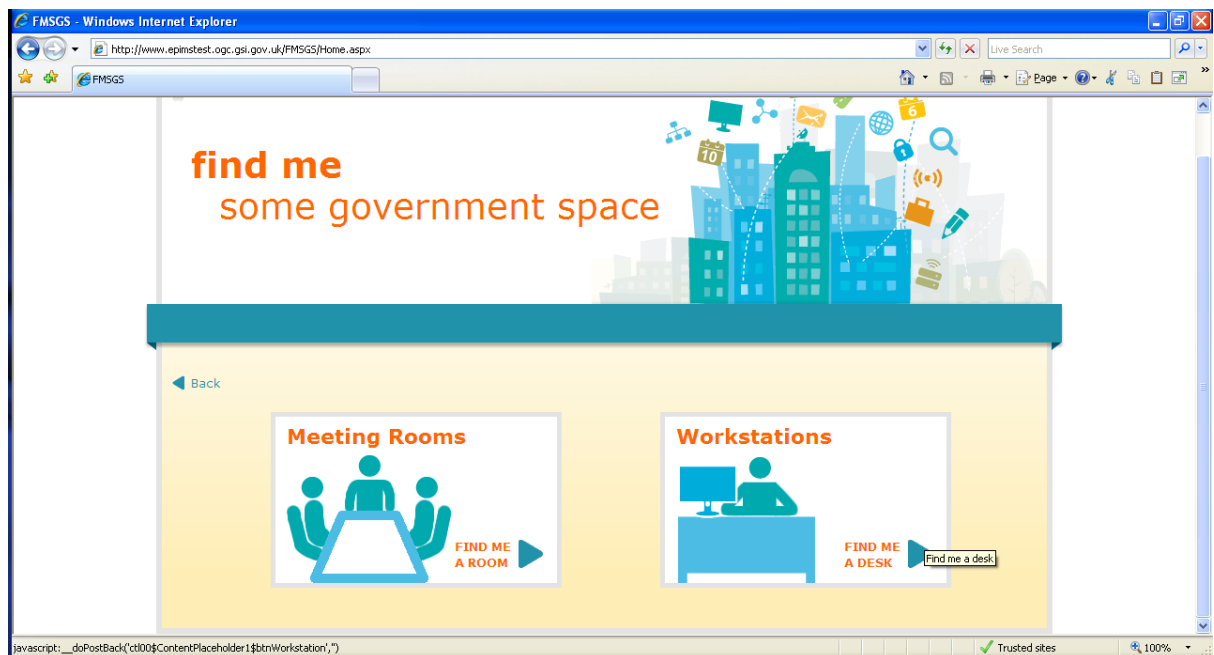 FMSGS - Windows Internet Explorer
http://www.epimstest.ogc.gsi.gov.uk/FMSGS/Home.aspx
Live Search
FMSGS
Page
find me
some government space
10
6
Back
Meeting Rooms
FIND ME
A ROOM
Workstations
FIND ME
A DESK
Find me a desk
javascript:__doPostBack('ctl00$ContentPlaceholder1$btnWorkstation','')
Trusted sites
100%